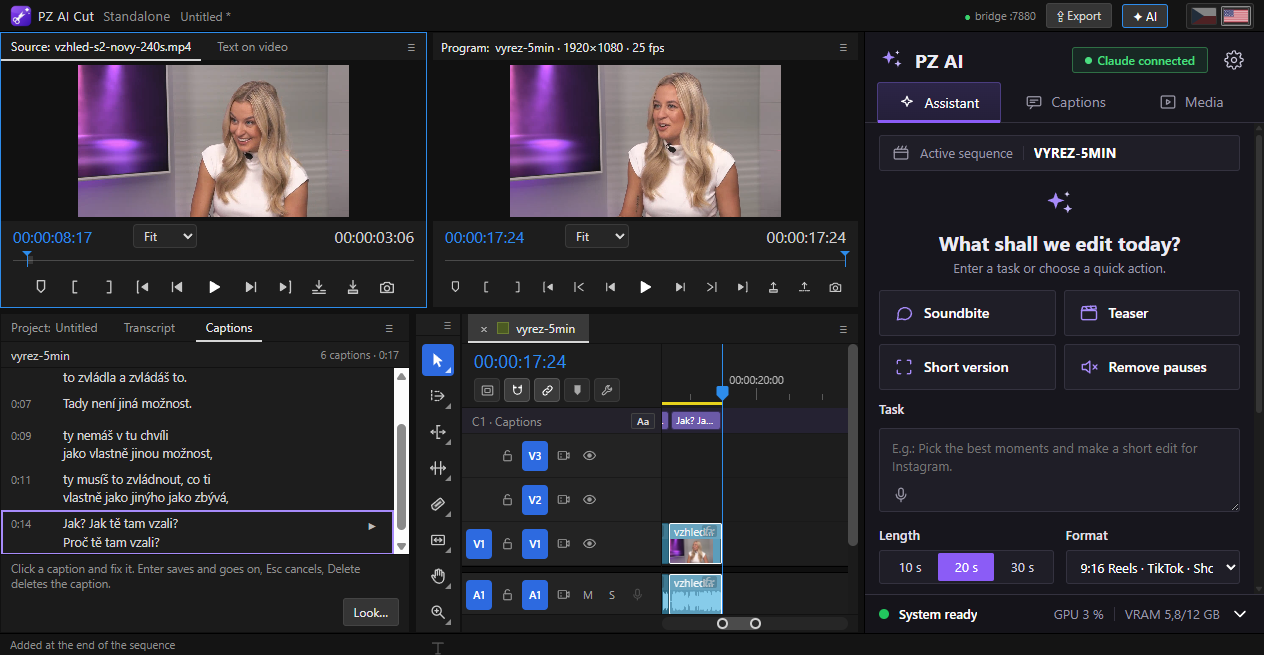 PZ AI Cut Standalone Untitled *
bridge :7880
Export
AI
Source: vzhled-s2-novy-240s.mp4
Text on video
00:00:08:17
Fit
00:00:03:06
Program: vyrez-5min · 1920×1080 · 25 fps
00:00:17:24
Fit
00:00:17:24
Project: Untitled
Transcript
Captions
vyrez-5min
6 captions · 0:17
to zvládla a zvládáš to.
0:07 Tady není jiná možnost.
0:09 ty nemáš v tu chvíli
jako vlastně jinou možnost,
0:11 ty musíš to zvládnout, co ti
vlastně jako jinýho jako zbývá,
0:14 Jak? Jak tě tam vzali?
Proč tě tam vzali?
Click a caption and fix it. Enter saves and goes on, Esc cancels, Delete
deletes the caption.
Look...
Added at the end of the sequence
× vyrez-5min
00:00:17:24
00:00:20:00
C1 · Captions
Aa
Jak? Ja...
V3
V2
V1
V1
vzhled
fx
A1
A1
M S
vzhled
fx
PZ AI
Claude connected
Assistant
Captions
Media
Active sequence
VYREZ-5MIN
What shall we edit today?
Enter a task or choose a quick action.
Soundbite
Teaser
Short version
Remove pauses
Task
E.g.: Pick the best moments and make a short edit for
Instagram.
Length
10 s
20 s
30 s
Format
9:16 Reels · TikTok · Sho
System ready
GPU 3 %
VRAM 5,8/12 GB